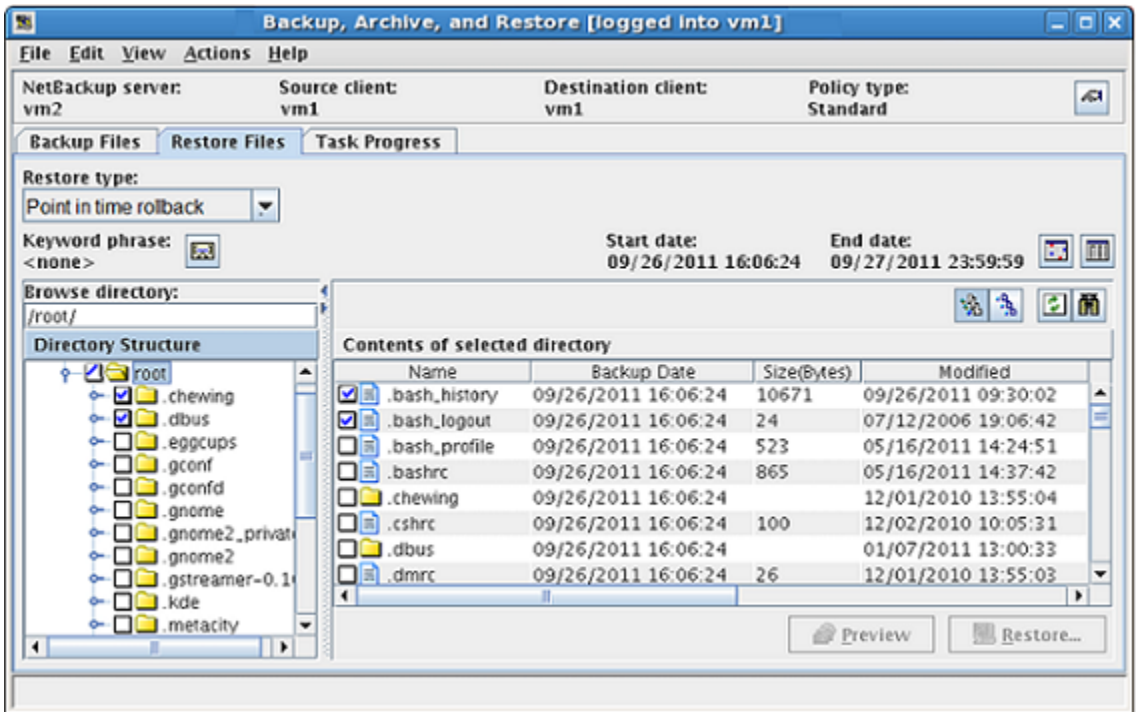 Backup, Archive, and Restore [logged into vm1]
File Edit View Actions Help
NetBackup server: Source client: Destination client: Policy type:
vm2 vm1 vm1 Standard
Backup Files Restore Files Task Progress
Restore type:
Point in time rollback
Keyword phrase: Start date: End date:
<none> 09/26/2011 16:06:24 09/27/2011 23:59:59
Browse directory:
/root/
Directory Structure
root
.chewing
.dbus
.eggcups
.gconf
.gconfd
.gnome
.gnome2_privat
.gnome2
.gstreamer-0.1
.kde
.metacity
Contents of selected directory
Name Backup Date Size(Bytes) Modified
.bash_history 09/26/2011 16:06:24 10671 09/26/2011 09:30:02
.bash_logout 09/26/2011 16:06:24 24 07/12/2006 19:06:42
.bash_profile 09/26/2011 16:06:24 523 05/16/2011 14:24:51
.bashrc 09/26/2011 16:06:24 865 05/16/2011 14:37:42
.chewing 09/26/2011 16:06:24 12/01/2010 13:55:04
.cshrc 09/26/2011 16:06:24 100 12/02/2010 10:05:31
.dbus 09/26/2011 16:06:24 01/07/2011 13:00:33
.dmrc 09/26/2011 16:06:24 26 12/01/2010 13:55:03
Preview Restore...